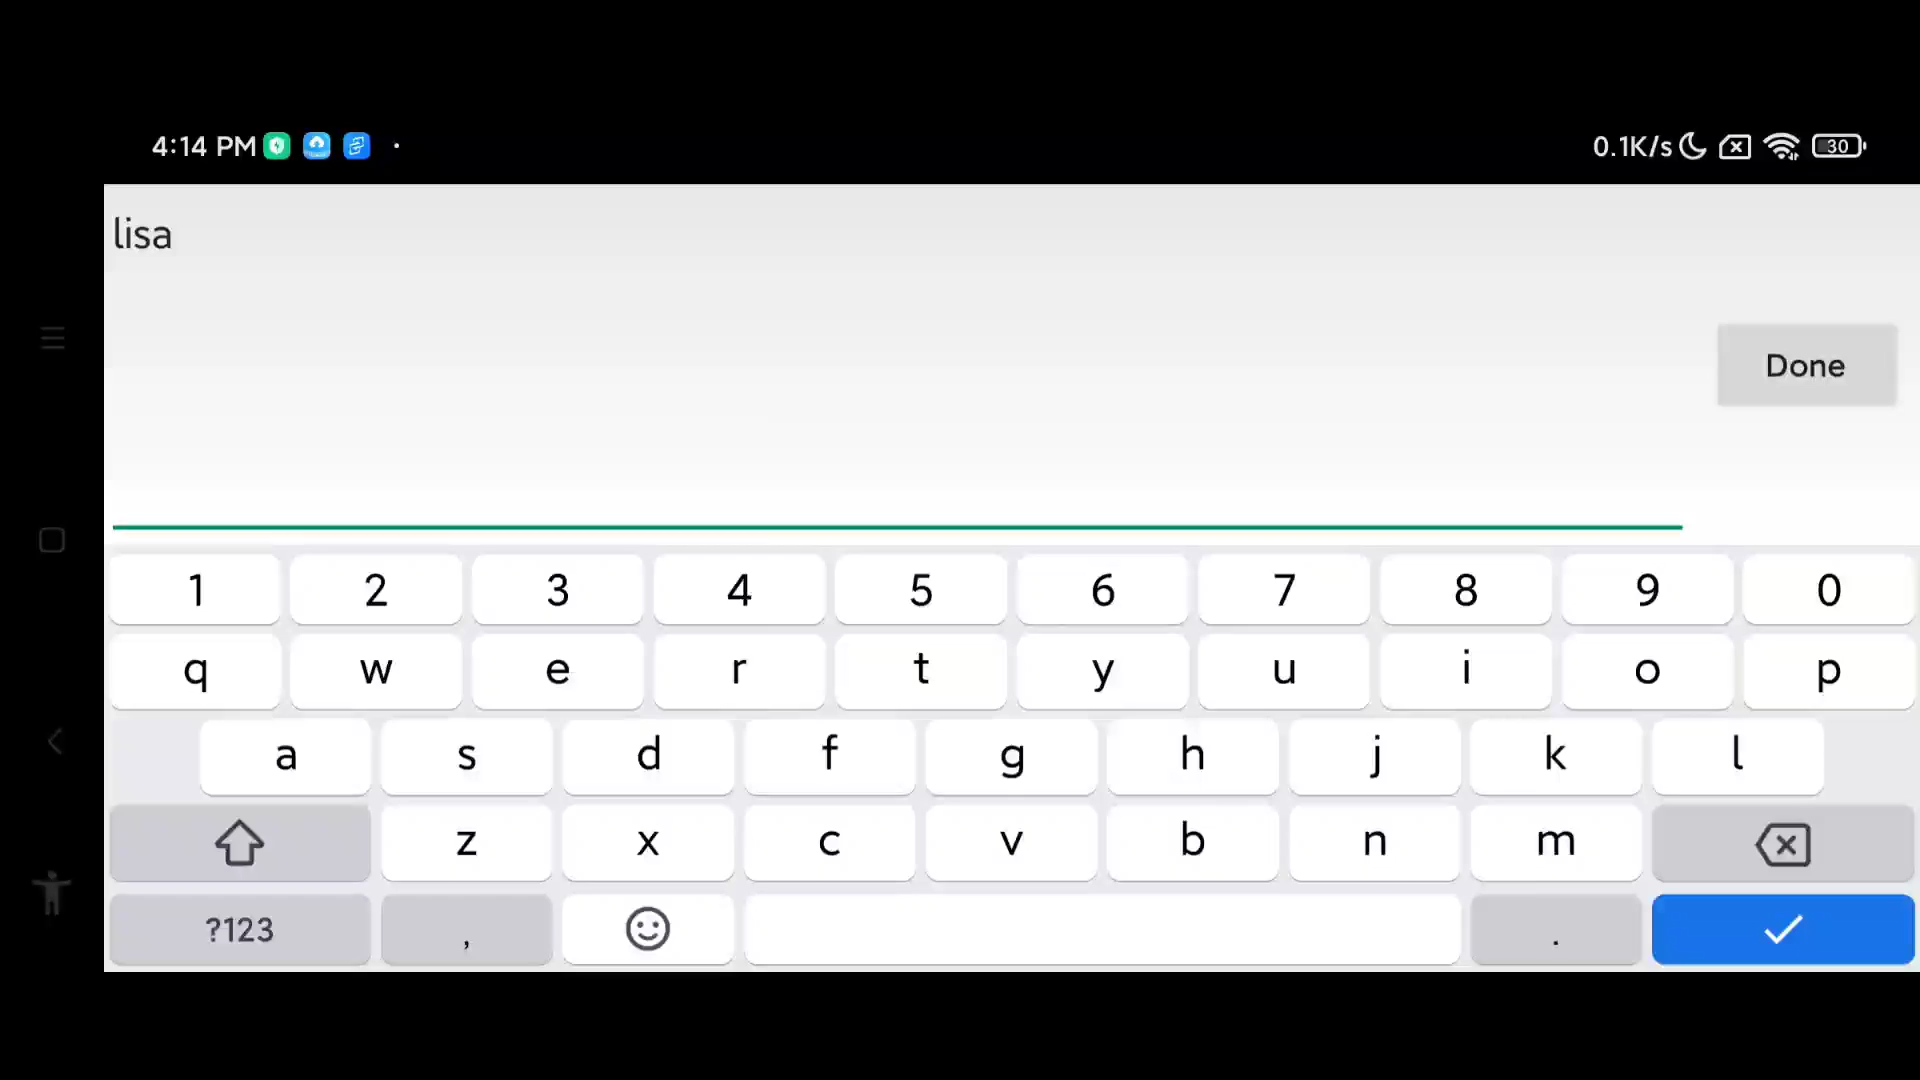 4:14 PM
0.1K/s
30
lisa
Done
1 2 3 4 5 6 7 8 9 0
q w e r t y u i o p
a s d f g h j k l
z x c v b n m
?123 , .